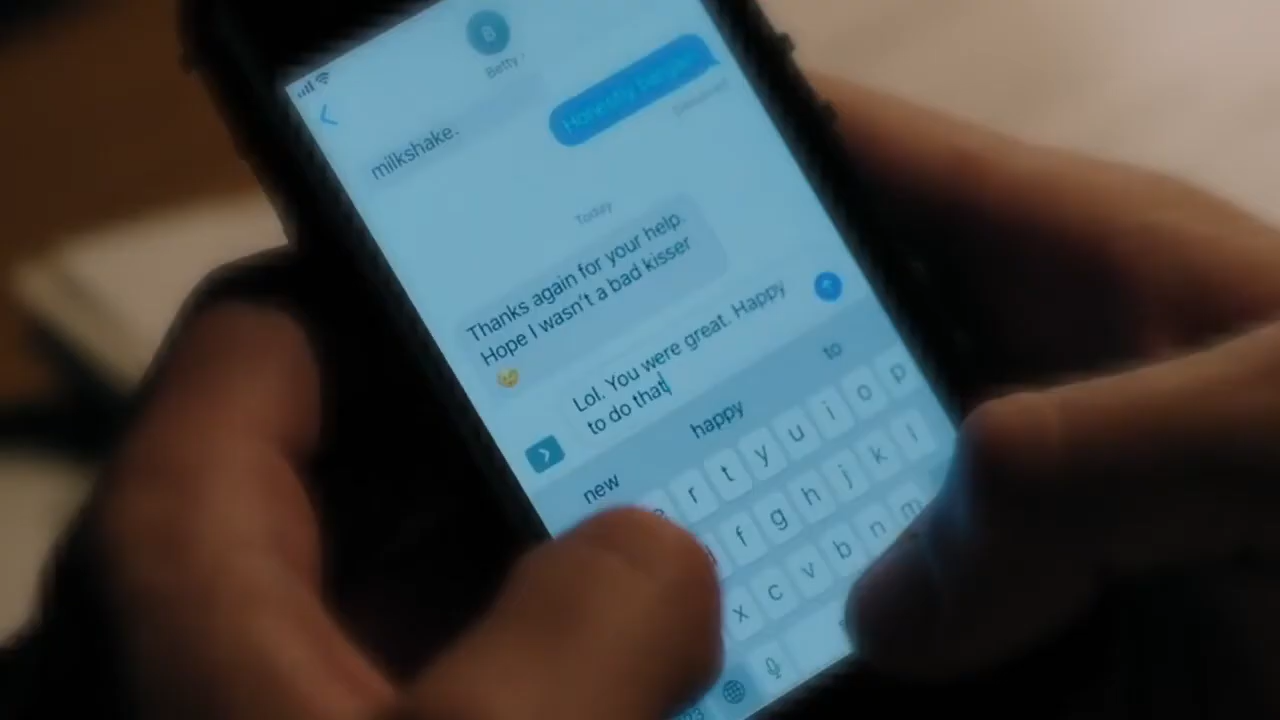 B
Betty
milkshake.
Today
Thanks again for your help.
Hope I wasn't a bad kisser
Lol. You were great. Happy
to do that
new happy to
r t y u i o p
f g h j k l
x c v b n m